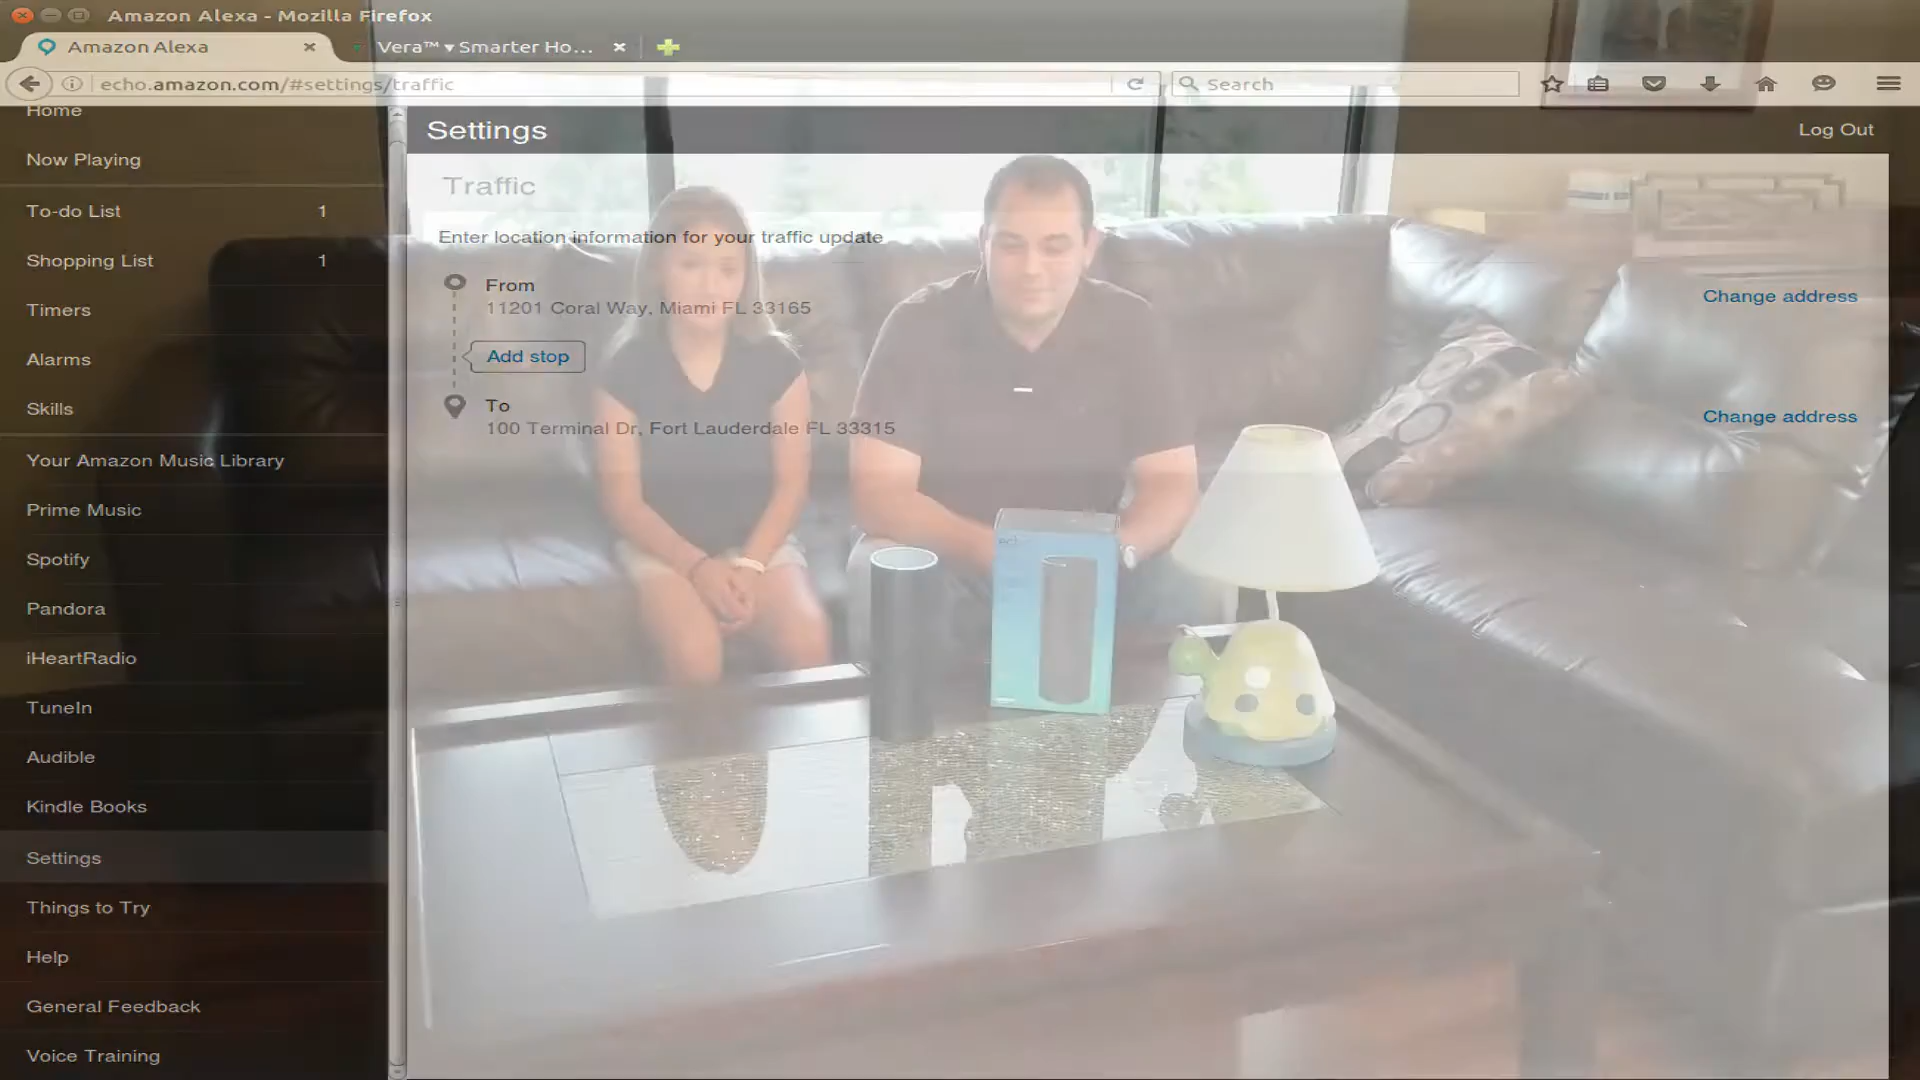 Amazon Alexa - Mozilla Firefox
Amazon Alexa
Vera™ ▾ Smarter Ho...
echo.amazon.com/#settings/traffic
Search
Home
Settings
Log Out
Now Playing
Traffic
To-do List 1
Enter location information for your traffic update
Shopping List 1
From
11201 Coral Way, Miami FL 33165
Change address
Timers
Add stop
Alarms
To
100 Terminal Dr, Fort Lauderdale FL 33315
Change address
Skills
Your Amazon Music Library
Prime Music
Spotify
Pandora
iHeartRadio
TuneIn
Audible
Kindle Books
Settings
Things to Try
Help
General Feedback
Voice Training
echo